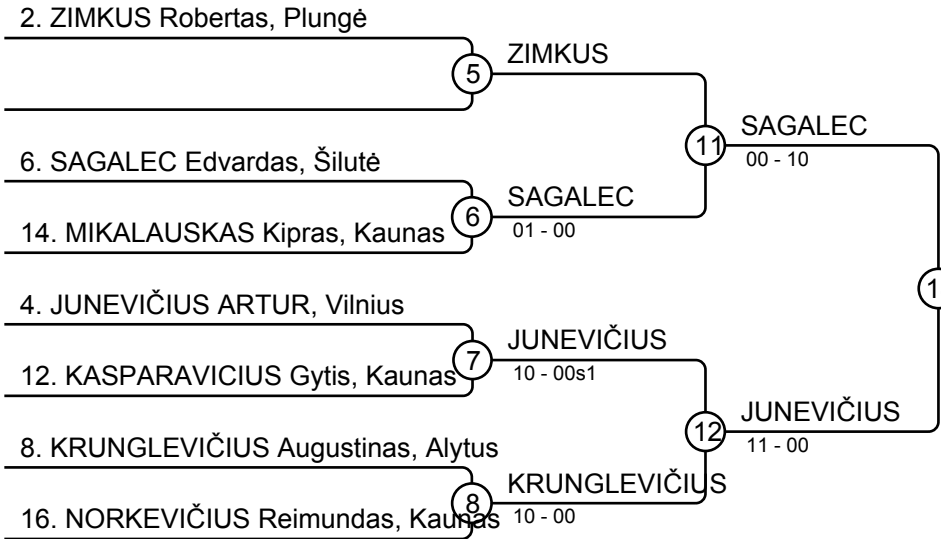 2. ZIMKUS Robertas, Plungė
5
ZIMKUS
11
SAGALEC
00 - 10
6. SAGALEC Edvardas, Šilutė
6
SAGALEC
01 - 00
14. MIKALAUSKAS Kipras, Kaunas
1
4. JUNEVIČIUS ARTUR, Vilnius
7
JUNEVIČIUS
10 - 00s1
12. KASPARAVICIUS Gytis, Kaunas
12
JUNEVIČIUS
11 - 00
8. KRUNGLEVIČIUS Augustinas, Alytus
8
KRUNGLEVIČIUS
10 - 00
16. NORKEVIČIUS Reimundas, Kaunas